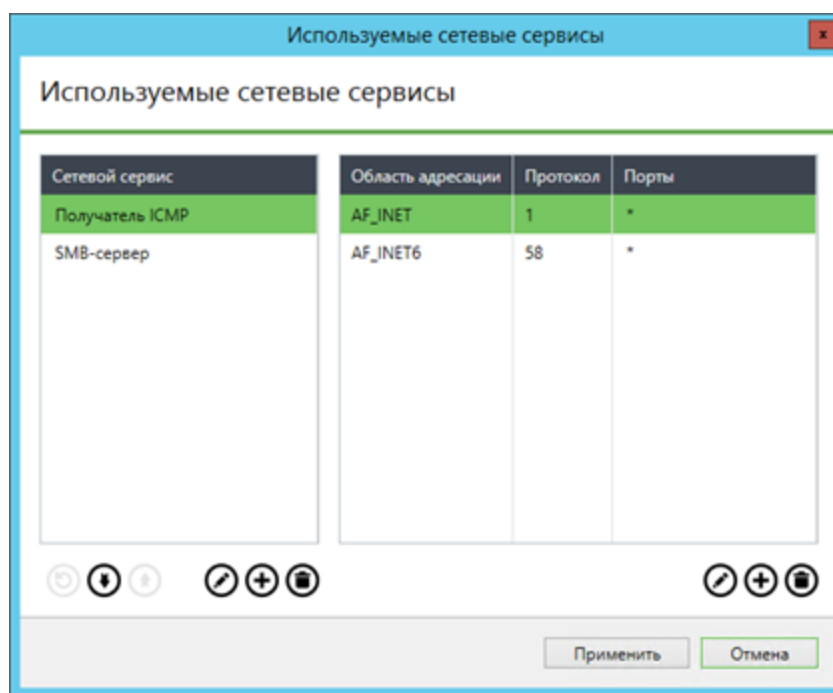 Используемые сетевые сервисы
x
Используемые сетевые сервисы
Сетевой сервис Область адресации Протокол Порты
Получатель ICMP AF_INET 1 *
SMB-сервер AF_INET6 58 *
Применить Отмена